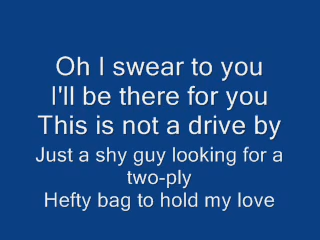 Oh I swear to you
I'll be there for you
This is not a drive by
Just a shy guy looking for a
two-ply
Hefty bag to hold my love